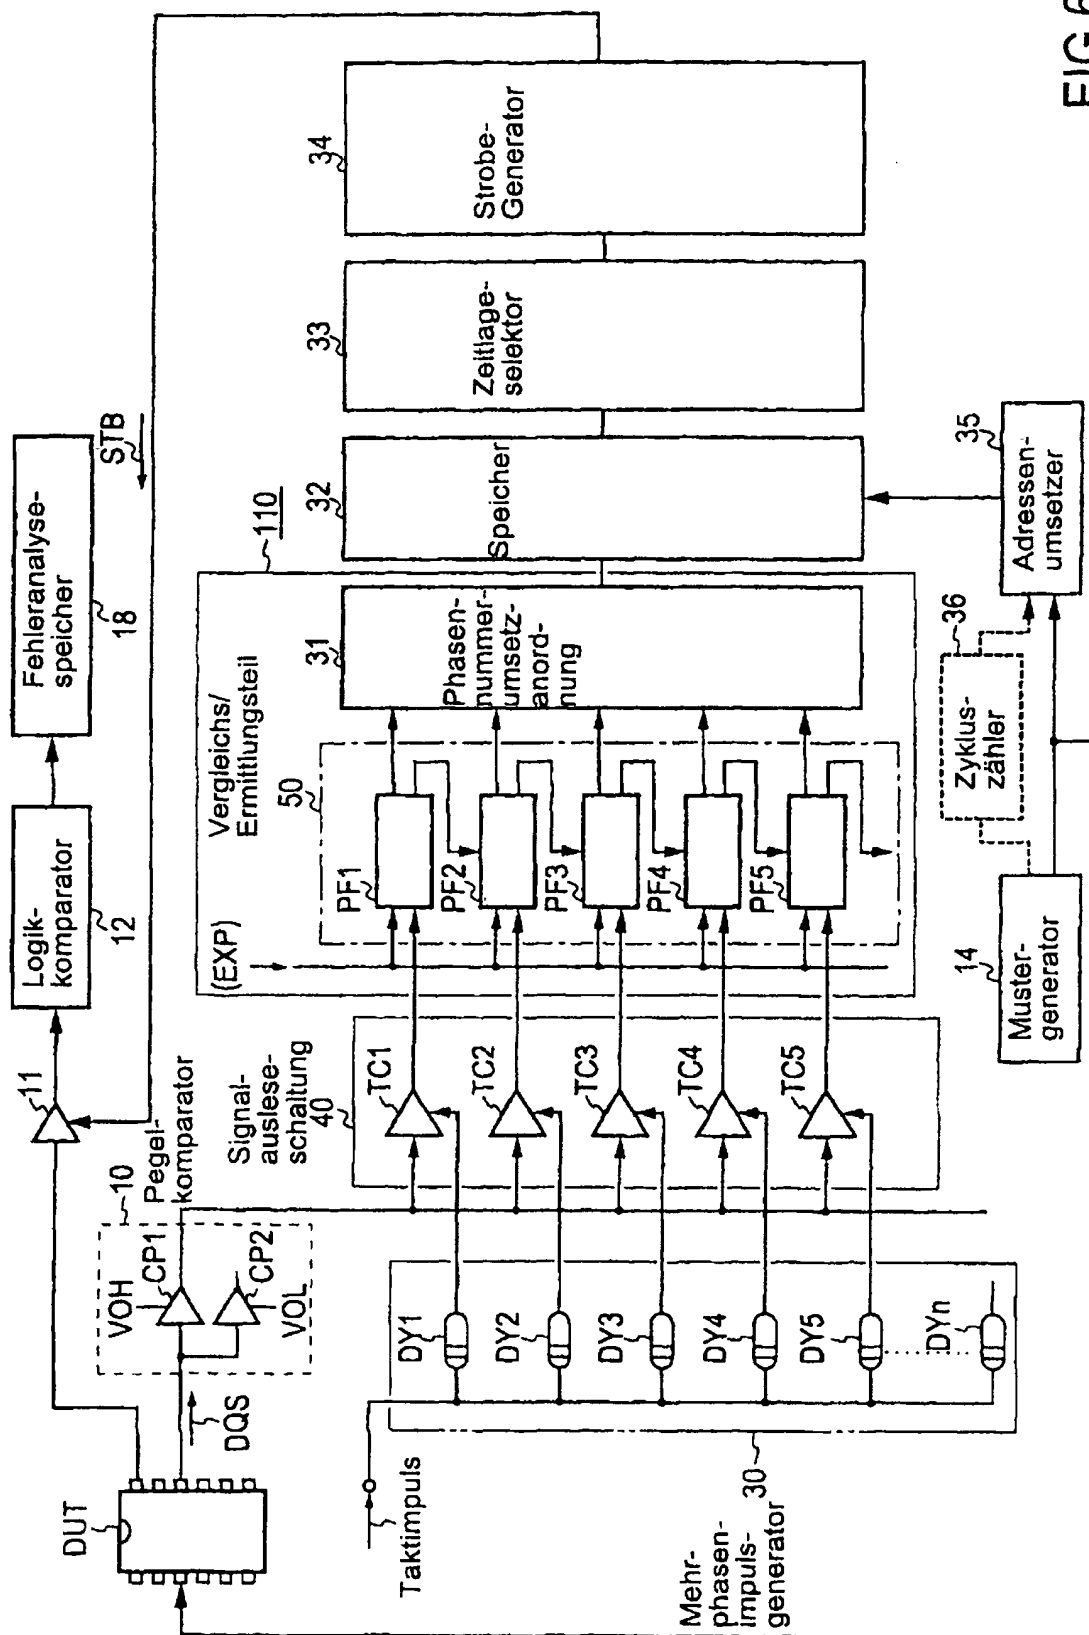 FIG.6
DUT
DQS
10
Pegel-
komparator
VOH
CP1
CP2
VOL
11
Logik-
komparator
12
Fehleranalyse-
speicher
18
STB
Taktimpuls
Mehr-
phasen-
impuls-
generator
30
DY1
DY2
DY3
DY4
DY5
DYn
Signal-
auslese-
schaltung
40
TC1
TC2
TC3
TC4
TC5
(EXP)
Vergleichs/
Ermittlungsteil
50
PF1
PF2
PF3
PF4
PF5
110
31
Phasen-
nummer-
umsetz-
anord-
nung
32
Speicher
33
Zeitlage-
selektor
34
Strobe-
Generator
14
Muster-
generator
36
Zyklus-
zähler
35
Adressen-
umsetzer